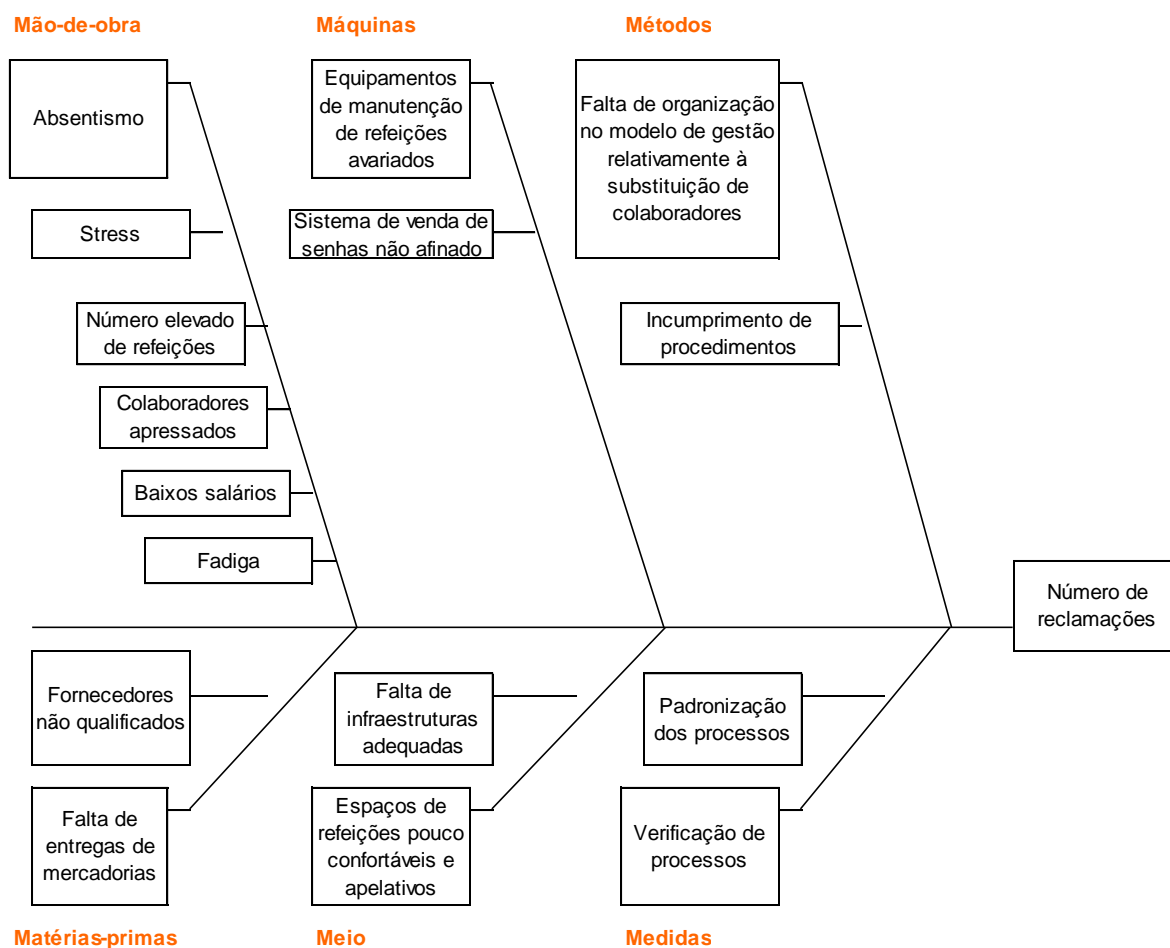 Mão-de-obra
Máquinas
Métodos
Absentismo
Equipamentos
de manutenção
de refeições
avariados
Falta de organização
no modelo de gestão
relativamente à
substituição de
colaboradores
Stress
Sistema de venda de
senhas não afinado
Número elevado
de refeições
Incumprimento de
procedimentos
Colaboradores
apressados
Baixos salários
Fadiga
Número de
reclamações
Fornecedores
não qualificados
Falta de
infraestruturas
adequadas
Padronização
dos processos
Falta de
entregas de
mercadorias
Espaços de
refeições pouco
confortáveis e
apelativos
Verificação de
processos
Matérias-primas
Meio
Medidas